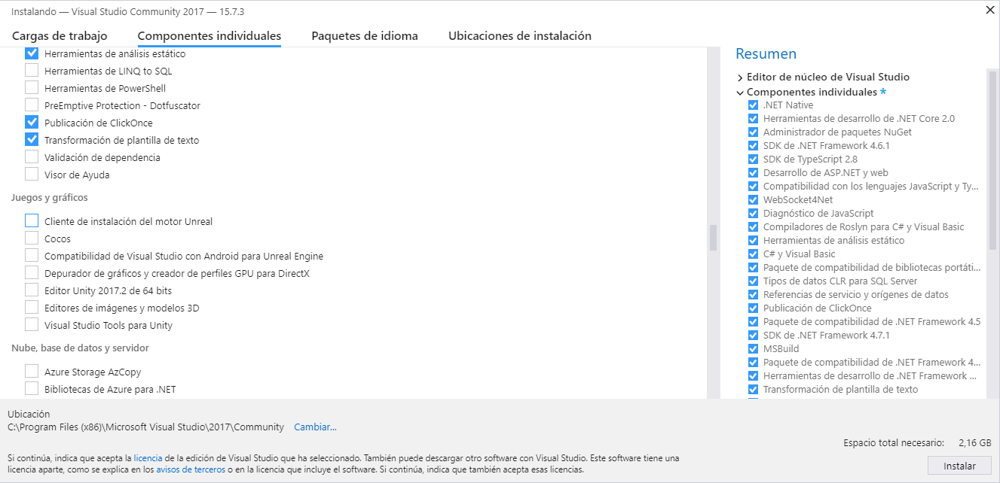 Instalando — Visual Studio Community 2017 — 15.7.3
Cargas de trabajo
Componentes individuales
Paquetes de idioma
Ubicaciones de instalación
Herramientas de análisis estático
Herramientas de LINQ to SQL
Herramientas de PowerShell
PreEmptive Protection - Dotfuscator
Publicación de ClickOnce
Transformación de plantilla de texto
Validación de dependencia
Visor de Ayuda
Juegos y gráficos
Cliente de instalación del motor Unreal
Cocos
Compatibilidad de Visual Studio con Android para Unreal Engine
Depurador de gráficos y creador de perfiles GPU para DirectX
Editor Unity 2017.2 de 64 bits
Editores de imágenes y modelos 3D
Visual Studio Tools para Unity
Nube, base de datos y servidor
Azure Storage AzCopy
Bibliotecas de Azure para .NET
Resumen
Editor de núcleo de Visual Studio
Componentes individuales *
.NET Native
Herramientas de desarrollo de .NET Core 2.0
Administrador de paquetes NuGet
SDK de .NET Framework 4.6.1
SDK de TypeScript 2.8
Desarrollo de ASP.NET y web
Compatibilidad con los lenguajes JavaScript y Ty...
WebSocket4Net
Diagnóstico de JavaScript
Compiladores de Roslyn para C# y Visual Basic
Herramientas de análisis estático
C# y Visual Basic
Paquete de compatibilidad de bibliotecas portáti...
Tipos de datos CLR para SQL Server
Referencias de servicio y orígenes de datos
Publicación de ClickOnce
Paquete de compatibilidad de .NET Framework 4.5
SDK de .NET Framework 4.7.1
MSBuild
Paquete de compatibilidad de .NET Framework 4...
Herramientas de desarrollo de .NET Framework ...
Transformación de plantilla de texto
Ubicación
C:\Program Files (x86)\Microsoft Visual Studio\2017\Community Cambiar...
Espacio total necesario: 2,16 GB
Si continúa, indica que acepta la licencia de la edición de Visual Studio que ha seleccionado. También puede descargar otro software con Visual Studio. Este software tiene una
licencia aparte, como se explica en los avisos de terceros o en la licencia que incluye el software. Si continúa, indica que también acepta esas licencias.
Instalar